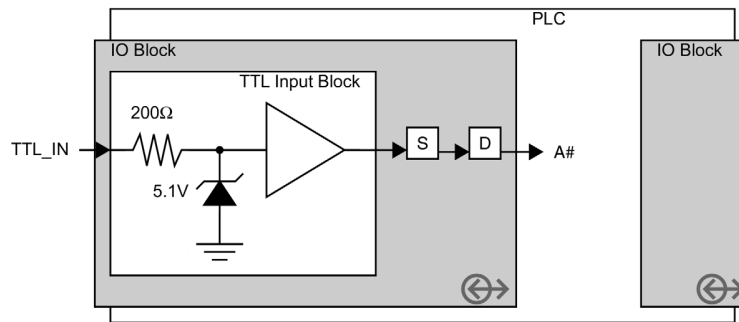 PLC
IO Block
IO Block
TTL Input Block
200Ω
TTL_IN
S
D
A#
5.1V